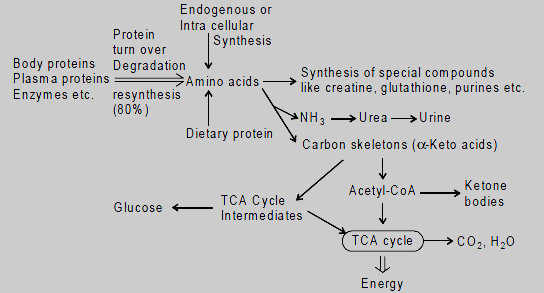 Endogenous or
Intra cellular
Synthesis
Protein
turn over
Degradation
Body proteins
Plasma proteins
Enzymes etc.
resynthesis
(80%)
Amino acids
Synthesis of special compounds
like creatine, glutathione, purines etc.
NH3
Urea
Urine
Dietary protein
Carbon skeletons (α-Keto acids)
Acetyl-CoA
Ketone
bodies
Glucose
TCA Cycle
Intermediates
TCA cycle
CO2, H2O
Energy